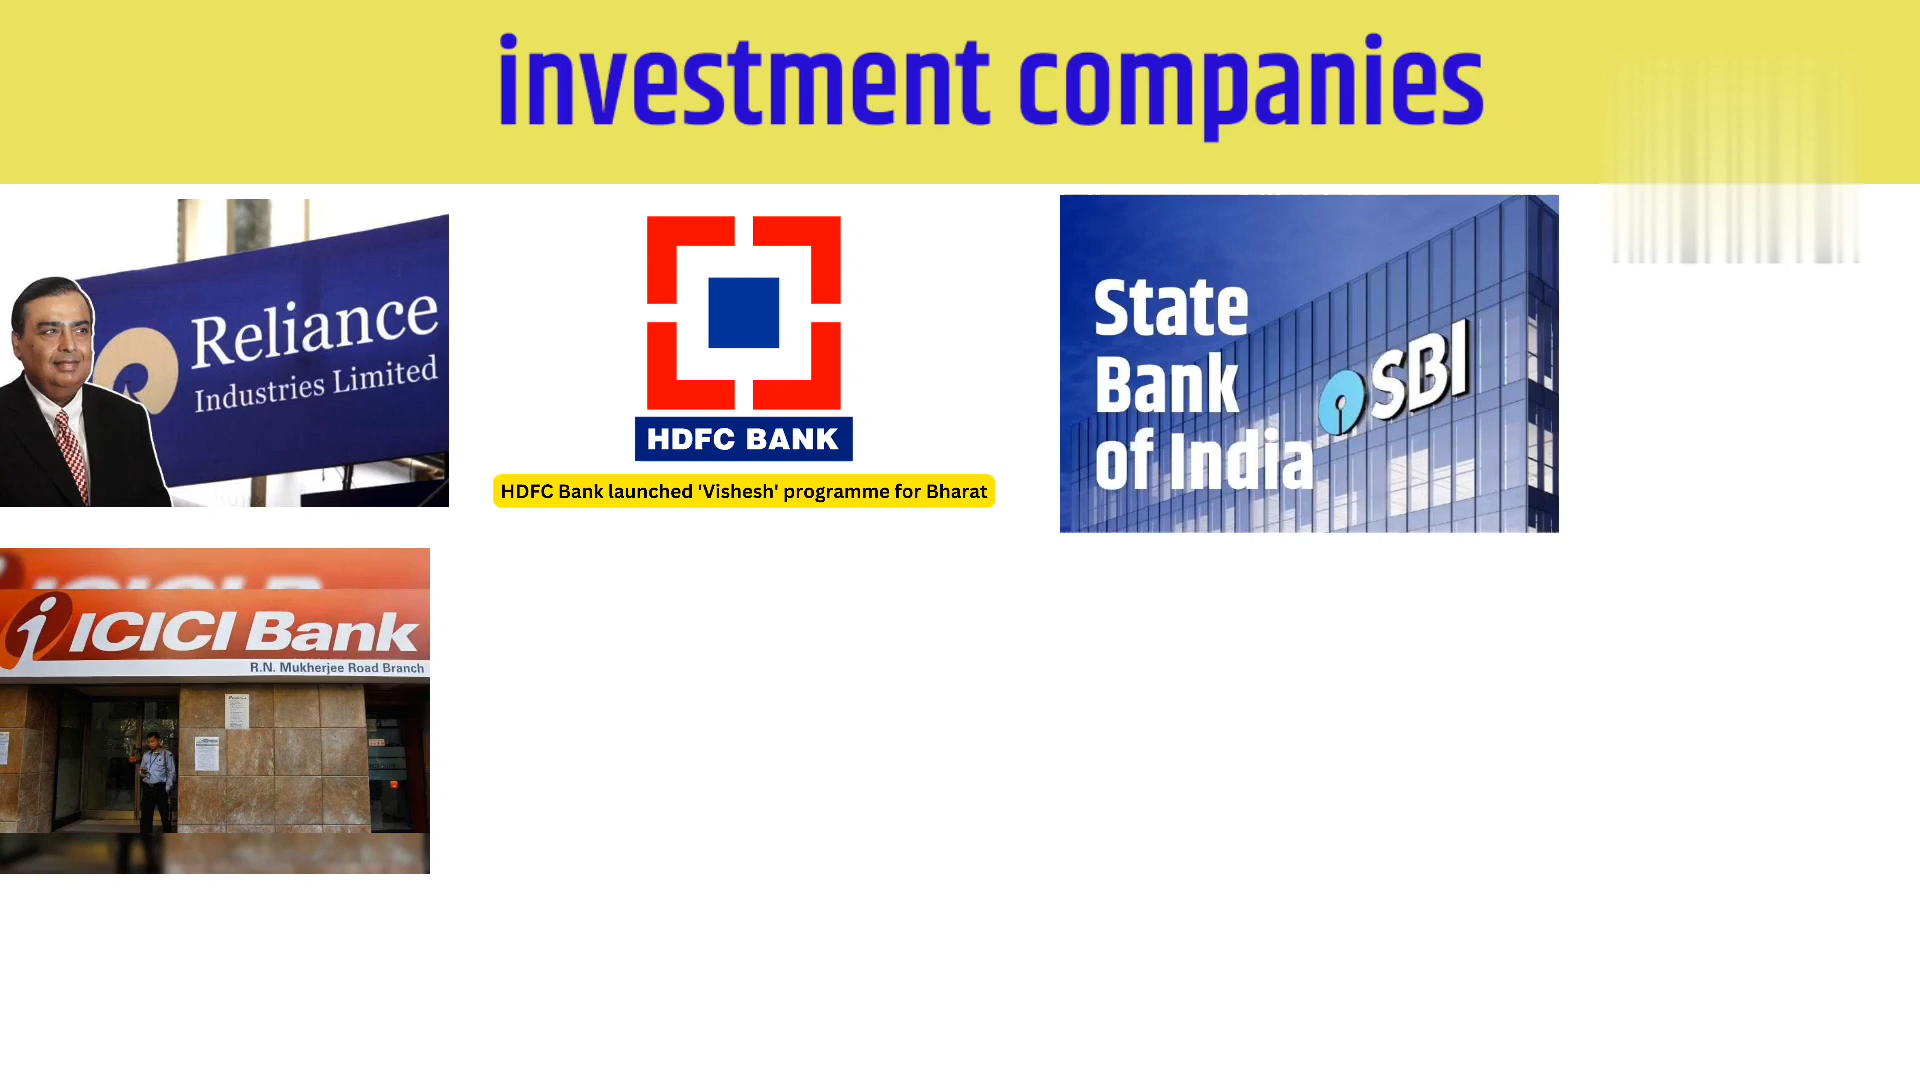 investment companies
Reliance
Industries Limited
HDFC BANK
HDFC Bank launched 'Vishesh' programme for Bharat
State
Bank
of India
SBI
i ICICI Bank
R.N. Mukherjee Road Branch